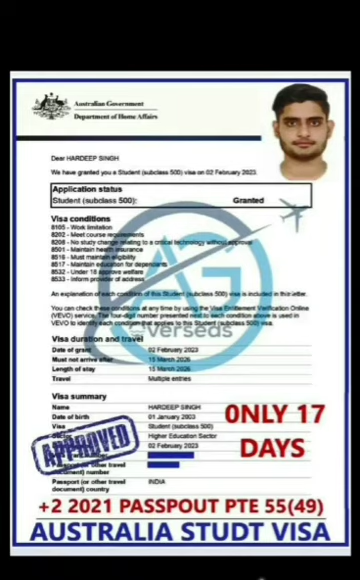 Australian Government
Department of Home Affairs
Dear HARDEEP SINGH
We have granted you a Student (subclass 500) visa on 02 February 2023.
Application status
Student (subclass 500): Granted
Visa conditions
8105 - Work limitation
8202 - Meet course requirements
8208 - No study change relating to a critical technology without approval
8501 - Maintain health insurance
8516 - Must maintain eligibility
8517 - Maintain education for dependants
8532 - Under 18 approved welfare
8533 - Inform provider of address
An explanation of each condition of this Student (subclass 500) visa is included in this letter.
You can check these conditions at any time by using the Visa Entitlement Verification Online
(VEVO) service. The four-digit number presented next to each condition above is used in
VEVO to identify each condition that applies to this Student (subclass 500) visa.
AG
Verseds
Visa duration and travel
Date of grant 02 February 2023
Must not arrive after 15 March 2026
Length of stay 15 March 2026
Travel Multiple entries
Visa summary
Name HARDEEP SINGH
Date of birth 01 January 2003
Visa Student (subclass 500)
Higher Education Sector
02 February 2023
APPROVED
Passport (or other travel
document) number
Passport (or other travel
document) country INDIA
0NLY 17
DAYS
+2 2021 PASSPOUT PTE 55(49)
AUSTRALIA STUDT VISA